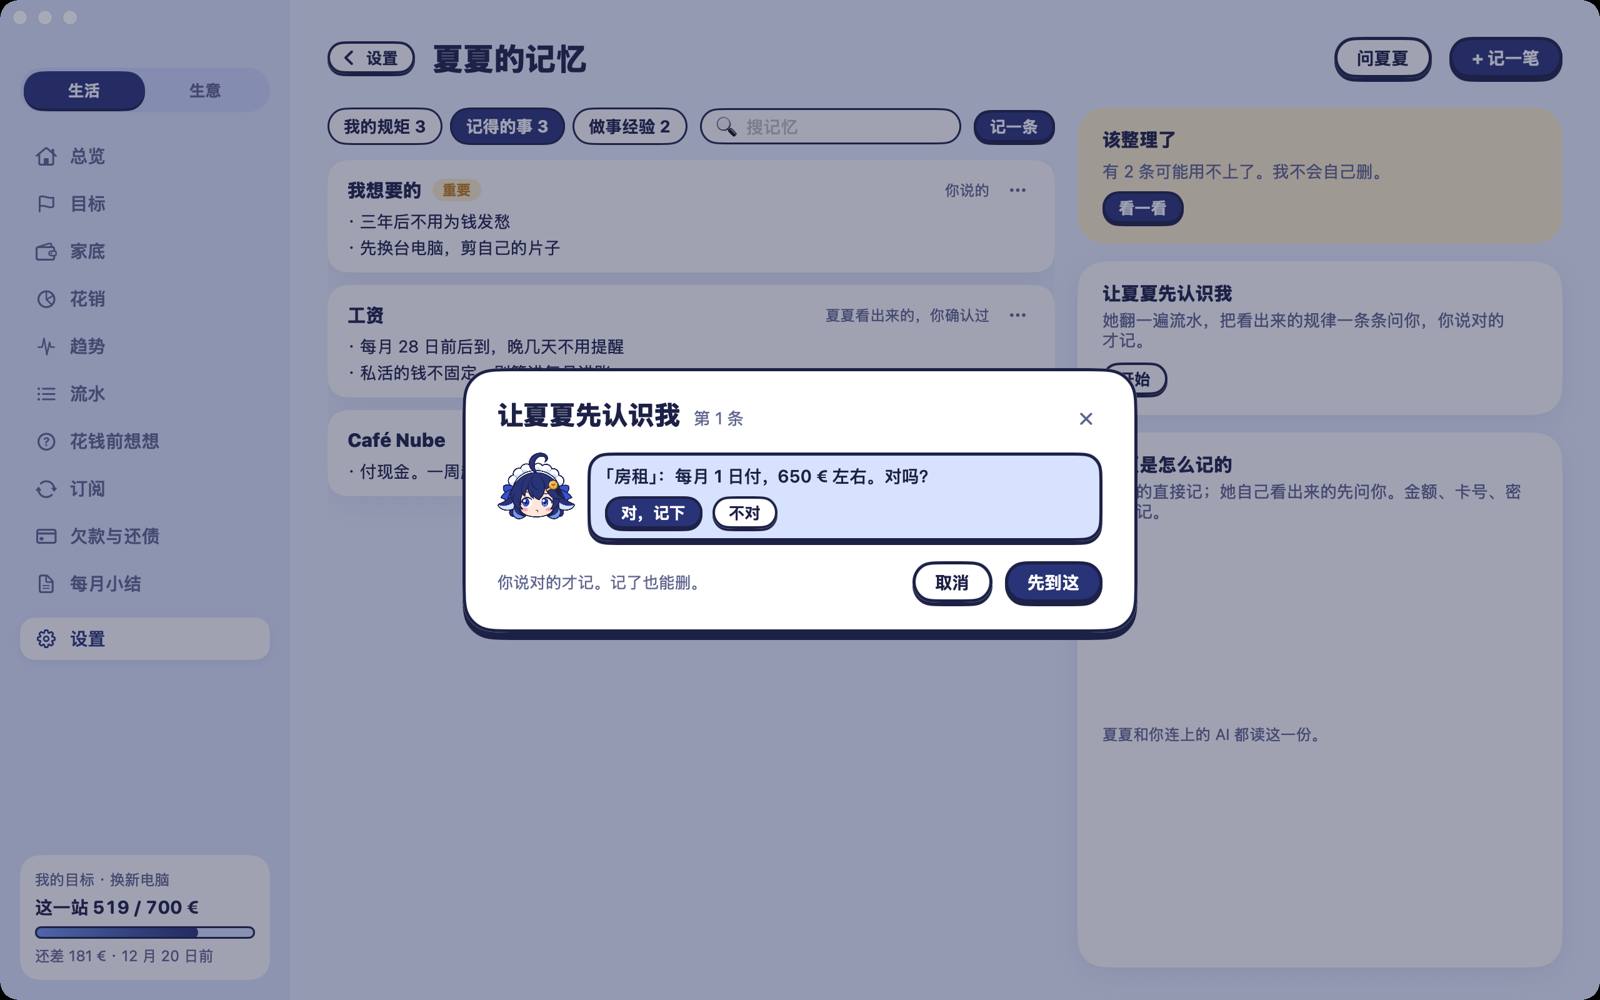 生活
生意
总览
目标
家底
花销
趋势
流水
花钱前想想
订阅
欠款与还债
每月小结
设置
我的目标 · 换新电脑
这一站 519 / 700 €
还差 181 € · 12 月 20 日前
设置
夏夏的记忆
问夏夏
+ 记一笔
我的规矩 3
记得的事 3
做事经验 2
搜记忆
记一条
我想要的 重要
你说的 ···
· 三年后不用为钱发愁
· 先换台电脑，剪自己的片子
工资
夏夏看出来的，你确认过 ···
· 每月 28 日前后到，晚几天不用提醒
· 私活的钱不固定
Café Nube
· 付现金。一周
该整理了
有 2 条可能用不上了。我不会自己删。
看一看
让夏夏先认识我
她翻一遍流水，把看出来的规律一条条问你，你说对的
才记。
开始
是怎么记的
的直接记；她自己看出来的先问你。金额、卡号、密
记。
夏夏和你连上的 AI 都读这一份。
让夏夏先认识我 第 1 条
×
「房租」：每月 1 日付，650 € 左右。对吗？
对，记下
不对
你说对的才记。记了也能删。
取消
先到这